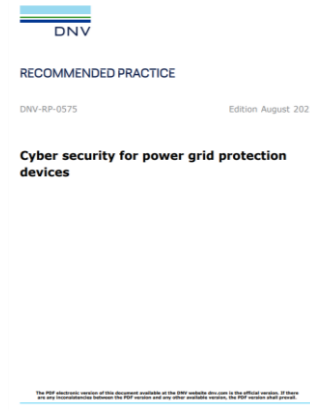 DNV
RECOMMENDED PRACTICE
DNV-RP-0575
Edition August 202
Cyber security for power grid protection
devices
The PDF electronic version of this document available at the DNV website dnv.com is the official version. If there
are any inconsistencies between the PDF version and any other available version, the PDF version shall prevail.